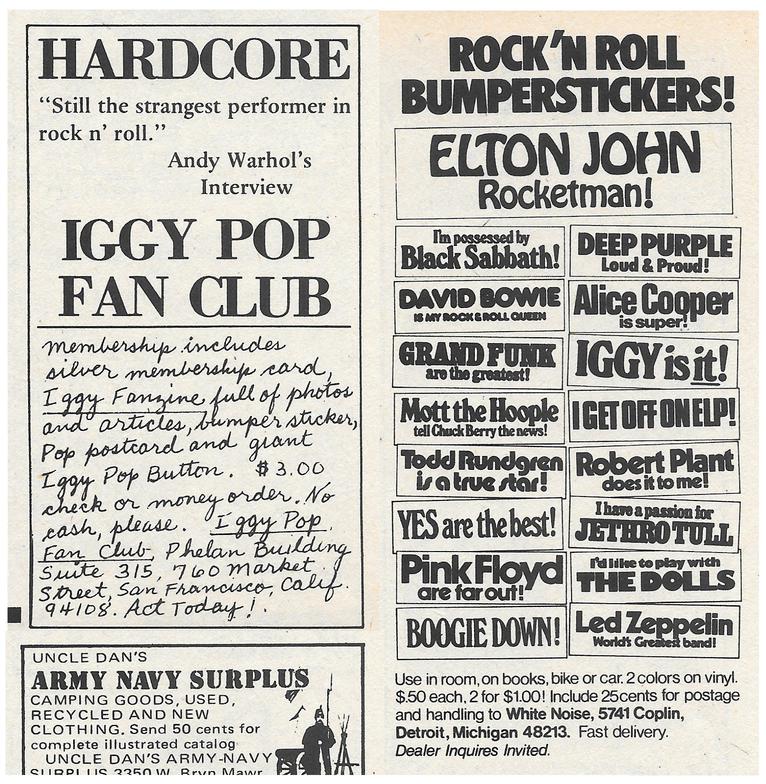 HARDCORE
“Still the strangest performer in
rock n’ roll.”
Andy Warhol’s
Interview
IGGY POP
FAN CLUB
Membership includes
silver membership card,
Iggy Fanzine full of photos
and articles, bumper sticker,
Pop postcard and giant
Iggy Pop Button. $3.00
check or money order. No
cash, please. Iggy Pop
Fan Club, Phelan Building
Suite 315, 760 Market
Street, San Francisco, Calif.
94108. Act Today!
UNCLE DAN'S
ARMY NAVY SURPLUS
CAMPING GOODS, USED,
RECYCLED AND NEW
CLOTHING. Send 50 cents for
complete illustrated catalog
UNCLE DAN'S ARMY-NAVY
SURPLUS 3350 W. Bryn Mawr
ROCK'N ROLL
BUMPERSTICKERS!
ELTON JOHN
Rocketman!
I'm possessed by
Black Sabbath!
DEEP PURPLE
Loud & Proud!
DAVID BOWIE
IS MY ROCK & ROLL QUEEN
Alice Cooper
is super!
GRAND FUNK
are the greatest!
IGGY is it!
Mott the Hoople
tell Chuck Berry the news!
I GET OFF ON ELP!
Todd Rundgren
is a true star!
Robert Plant
does it to me!
YES are the best!
I have a passion for
JETHRO TULL
Pink Floyd
are far out!
I'd like to play with
THE DOLLS
BOOGIE DOWN!
Led Zeppelin
World's Greatest band!
Use in room, on books, bike or car. 2 colors on vinyl.
$.50 each, 2 for $1.00! Include 25cents for postage
and handling to White Noise, 5741 Coplin,
Detroit, Michigan 48213. Fast delivery.
Dealer Inquires Invited.